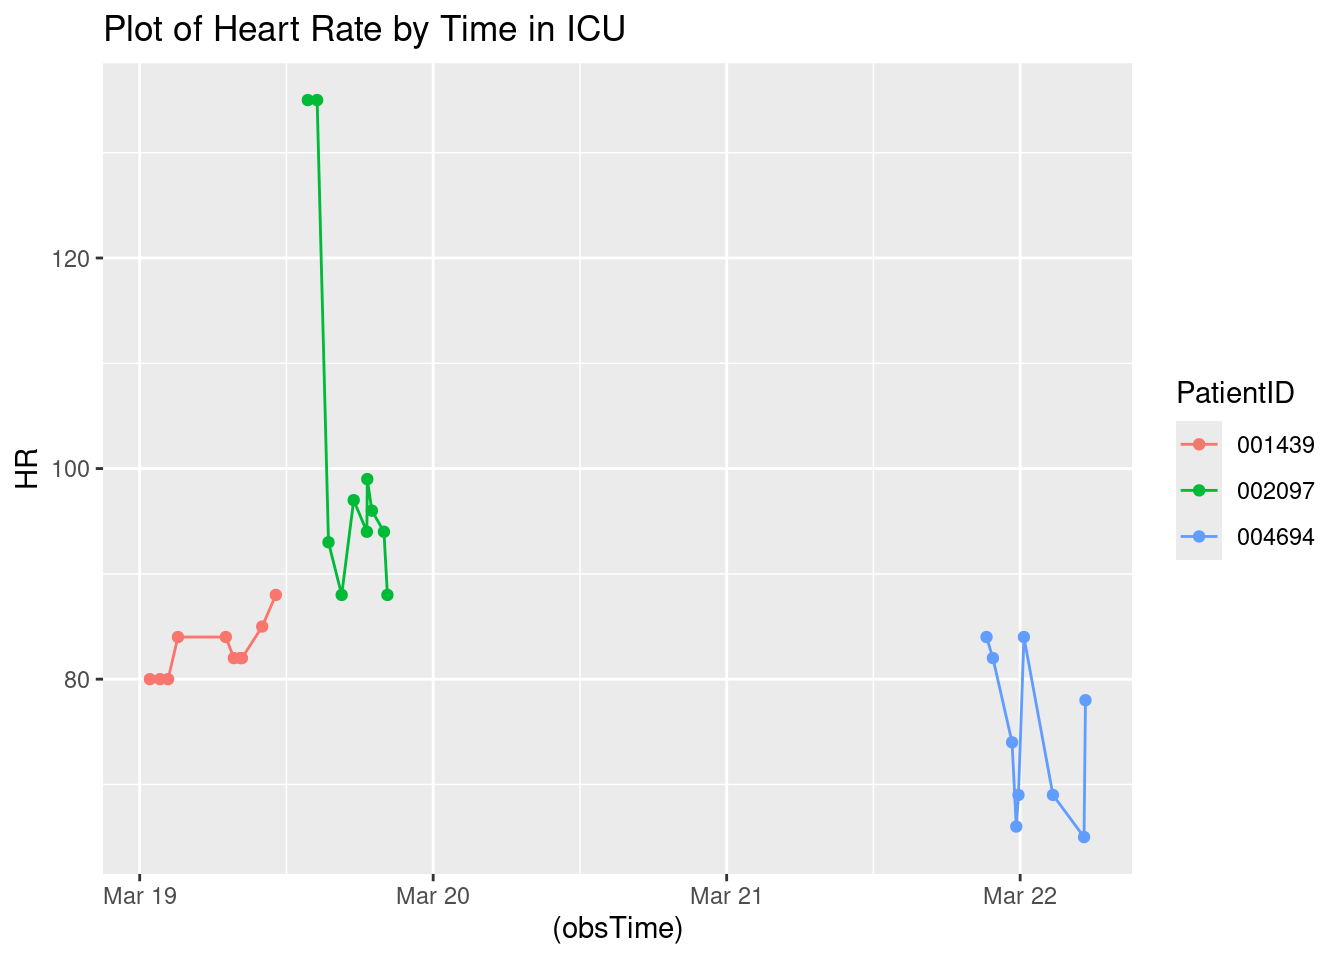 Plot of Heart Rate by Time in ICU
HR
120
100
80
Mar 19
Mar 20
Mar 21
Mar 22
(obsTime)
PatientID
001439
002097
004694